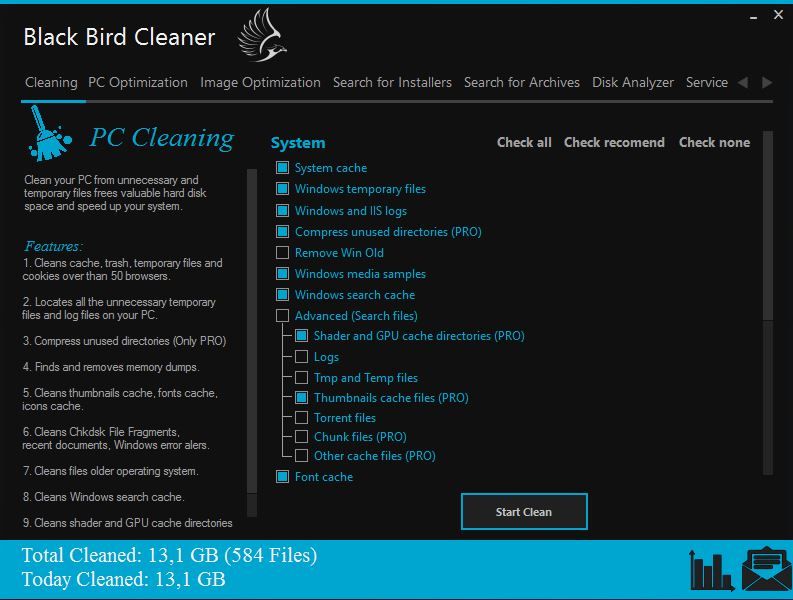 Black Bird Cleaner
Cleaning PC Optimization Image Optimization Search for Installers Search for Archives Disk Analyzer Service
PC Cleaning
Clean your PC from unnecessary and
temporary files frees valuable hard disk
space and speed up your system.
Features:
1. Cleans cache, trash, temporary files and
cookies over 50 browsers.
2. Locates all the unnecessary temporary
files and log files on your PC.
3. Compress unused directories (Only PRO)
4. Finds and removes memory dumps.
5. Cleans thumbnails cache, fonts cache,
icons cache.
6. Cleans Chkdsk File Fragments,
recent documents, Windows error alers.
7. Cleans files older operating system.
8. Cleans Windows search cache.
9. Cleans shader and GPU cache directories
System Check all Check recomend Check none
System cache
Windows temporary files
Windows and IIS logs
Compress unused directories (PRO)
Remove Win Old
Windows media samples
Windows search cache
Advanced (Search files)
Shader and GPU cache directories (PRO)
Logs
Tmp and Temp files
Thumbnails cache files (PRO)
Torrent files
Chunk files (PRO)
Other cache files (PRO)
Font cache
Start Clean
Total Cleaned: 13,1 GB (584 Files)
Today Cleaned: 13,1 GB